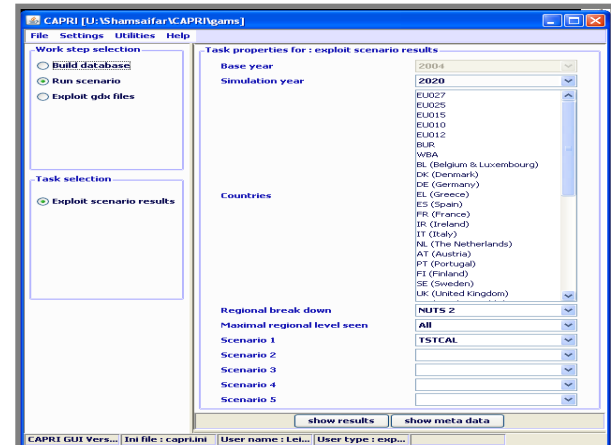 CAPRI [U:\Shamsaifar\CAPRI\gams]
File Settings Utilities Help
Work step selection
Build database
Run scenario
Exploit gdx files
Task selection
Exploit scenario results
Task properties for : exploit scenario results
Base year 2004
Simulation year 2020
Countries
EU027
EU025
EU015
EU010
EU012
BUR
WBA
BL (Belgium & Luxembourg)
DK (Denmark)
DE (Germany)
EL (Greece)
ES (Spain)
FR (France)
IR (Ireland)
IT (Italy)
NL (The Netherlands)
AT (Austria)
PT (Portugal)
FI (Finland)
SE (Sweden)
UK (United Kingdom)
Regional break down NUTS 2
Maximal regional level seen All
Scenario 1 TSTCAL
Scenario 2
Scenario 3
Scenario 4
Scenario 5
show results show meta data
CAPRI GUI Vers... Ini file : capri.ini User name : Lei... User type : exp...